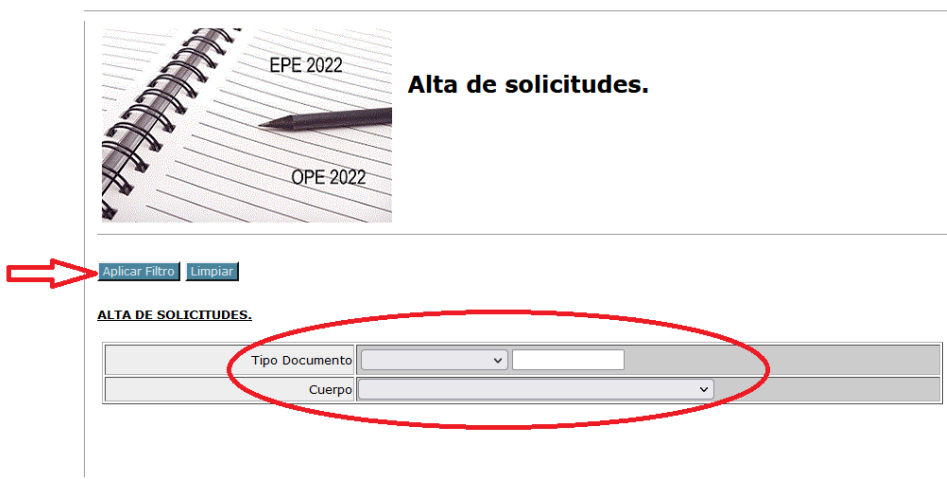 EPE 2022
Alta de solicitudes.
OPE 2022
Aplicar Filtro Limpiar
ALTA DE SOLICITUDES.
Tipo Documento
Cuerpo